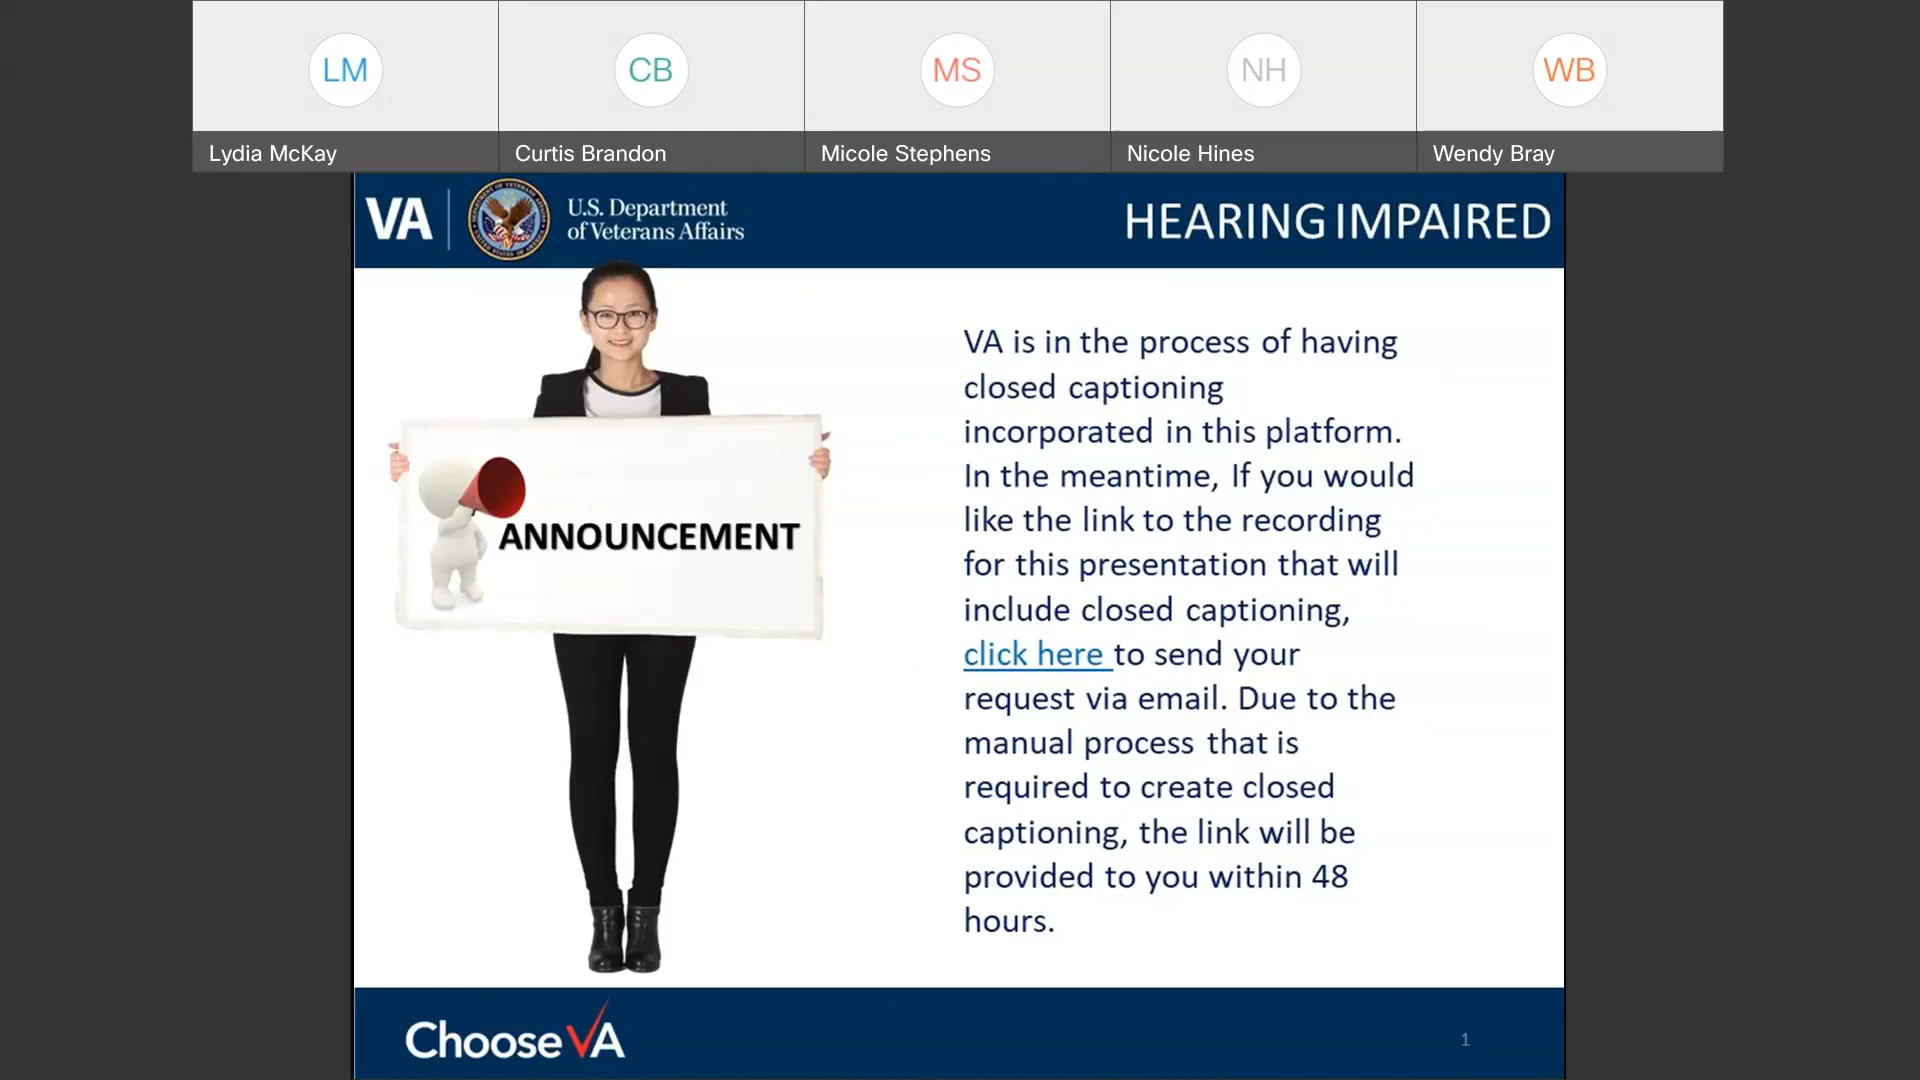 LM
CB
MS
NH
WB
Lydia McKay
Curtis Brandon
Micole Stephens
Nicole Hines
Wendy Bray
VA
U.S. Department
of Veterans Affairs
HEARING IMPAIRED
ANNOUNCEMENT
VA is in the process of having
closed captioning
incorporated in this platform.
In the meantime, If you would
like the link to the recording
for this presentation that will
include closed captioning,
click here to send your
request via email. Due to the
manual process that is
required to create closed
captioning, the link will be
provided to you within 48
hours.
Choose VA
1